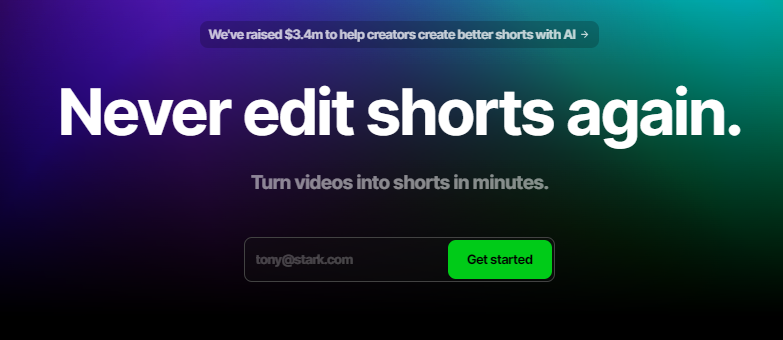 We've raised $3.4m to help creators create better shorts with AI →
Never edit shorts again.
Turn videos into shorts in minutes.
tony@stark.com
Get started